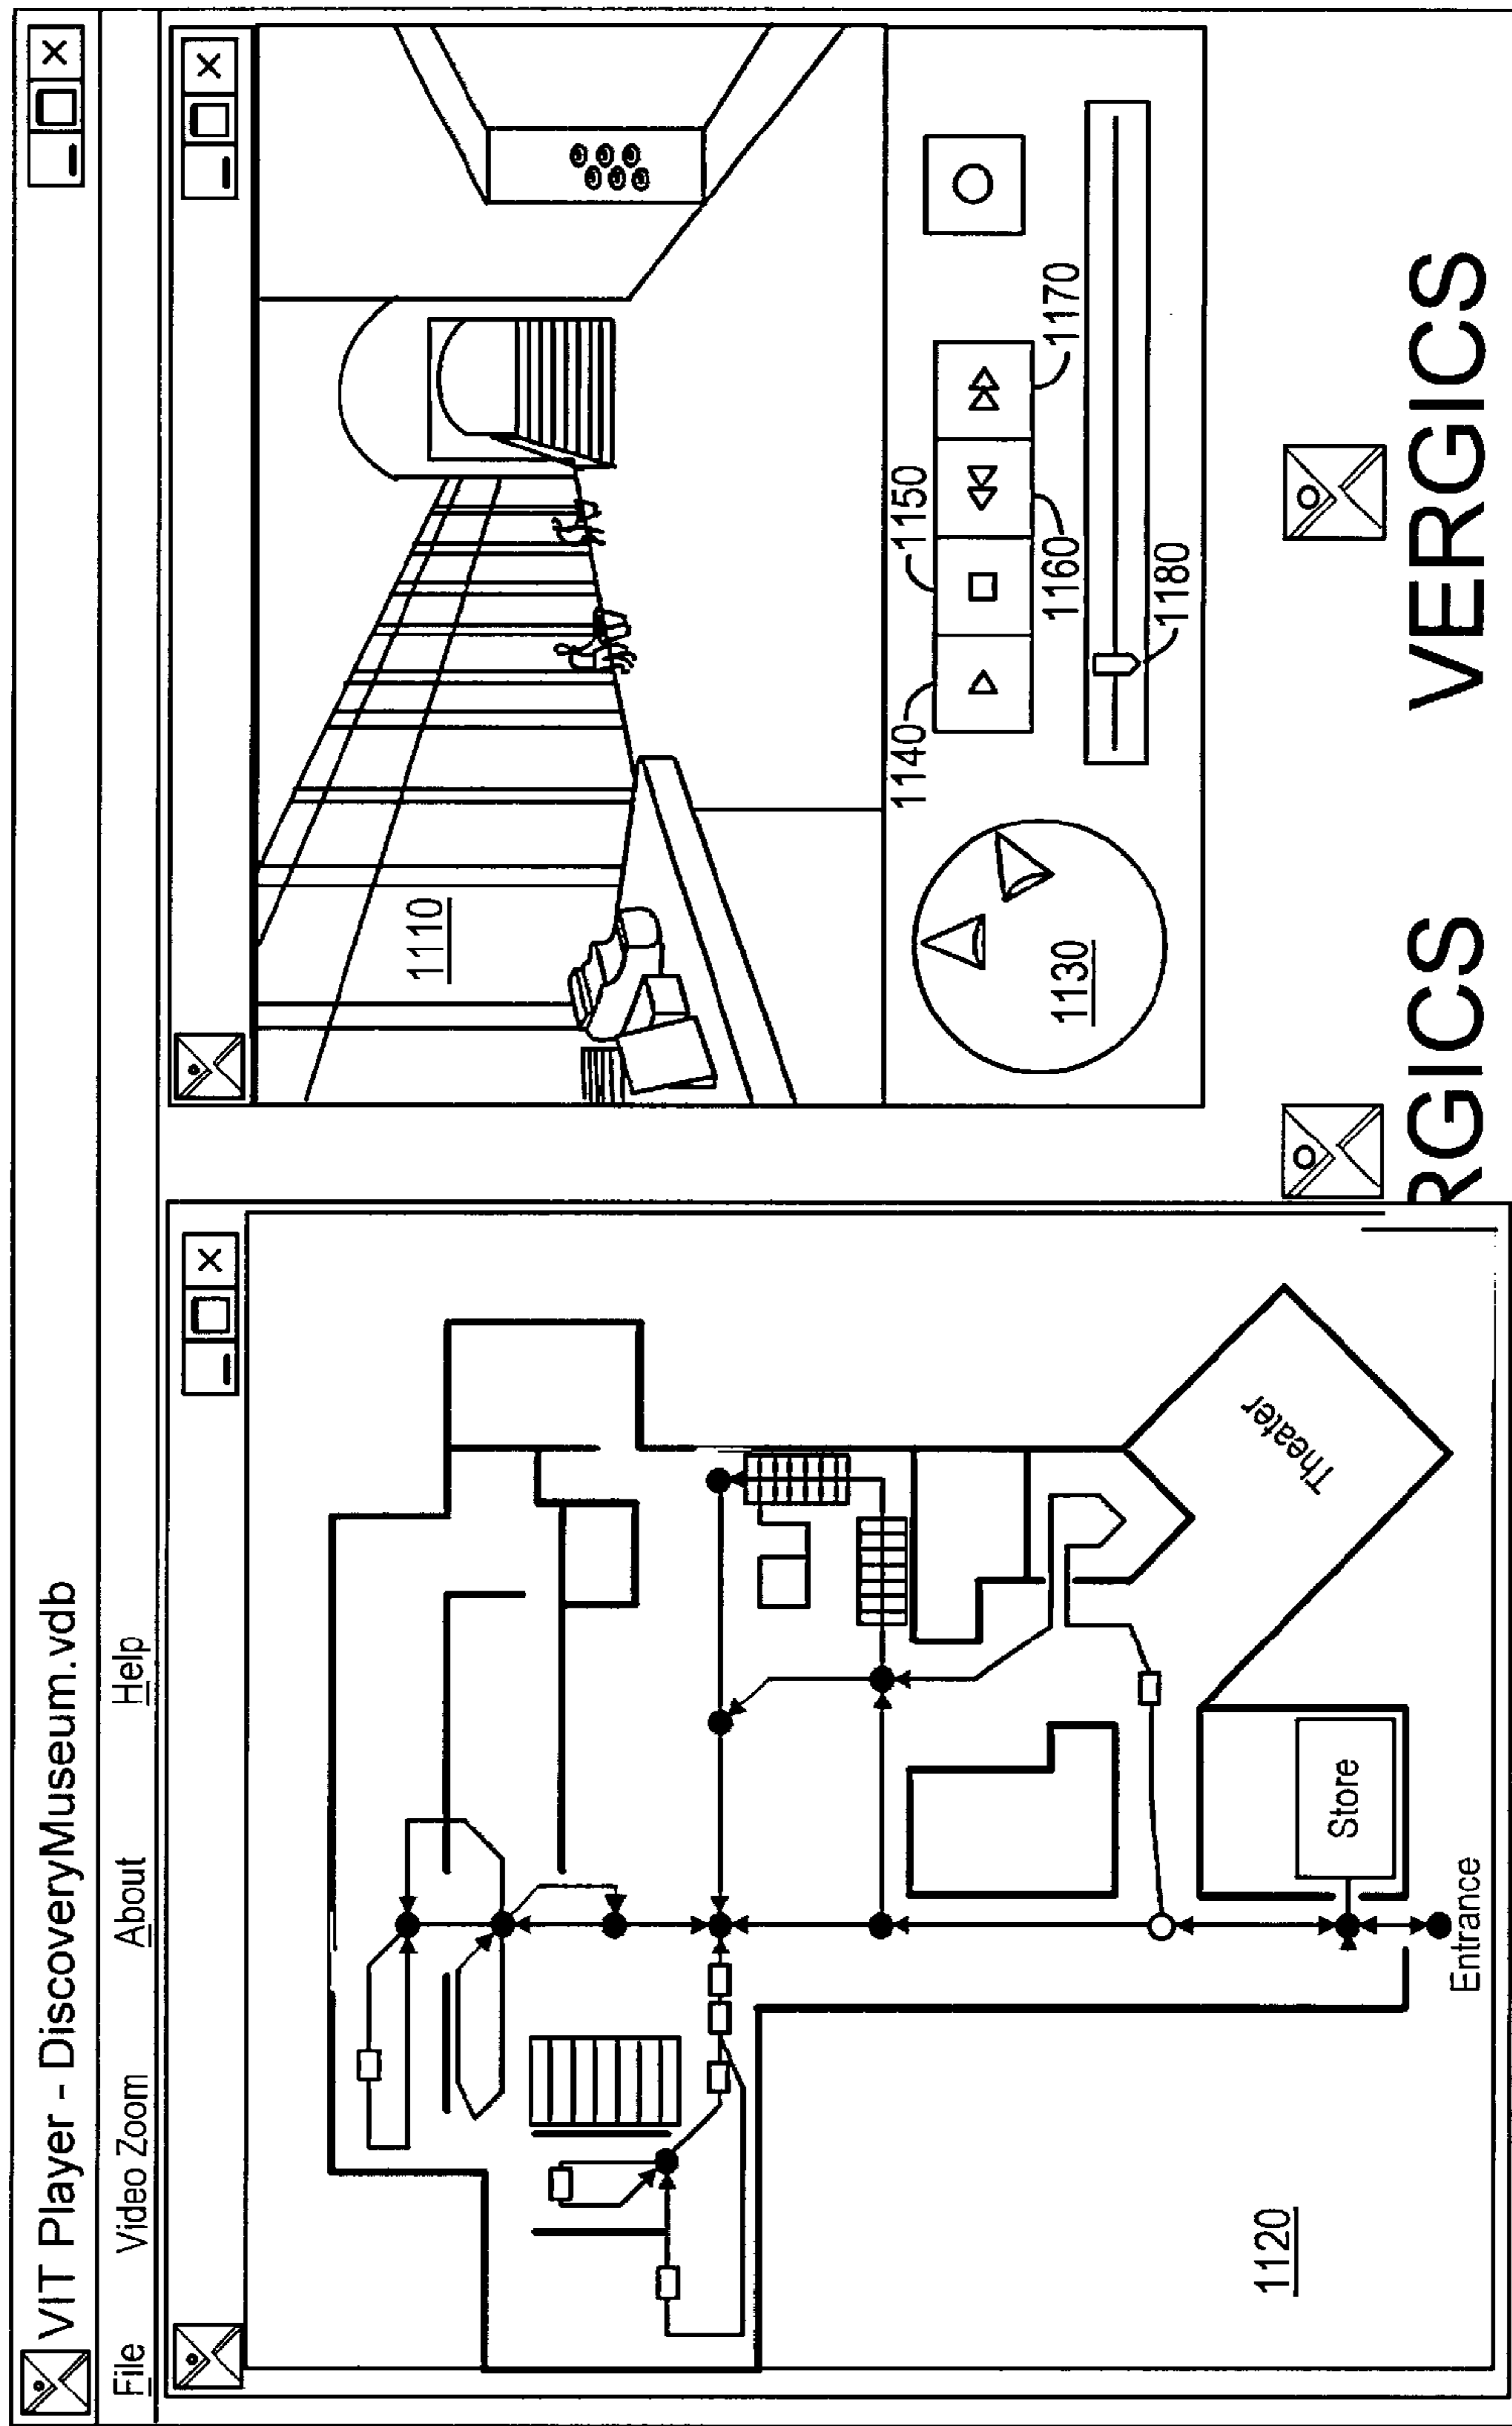 VIT Player - DiscoveryMuseum.vdb
File Video Zoom About Help
Theater
Store
Entrance
1120
1110
1130
1140
1150
1160
1170
1180
RGICS
VERGICS